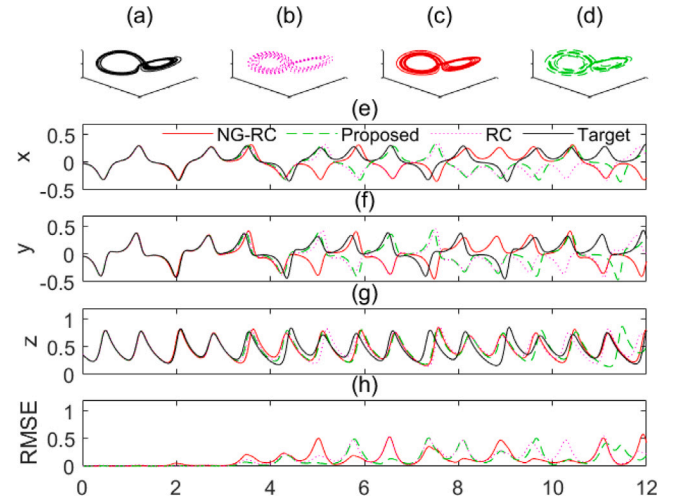 (a) (b) (c) (d)
(e)
NG-RC Proposed RC Target
0.5
0
-0.5
x
(f)
0.5
0
-0.5
y
(g)
1
0.5
0
z
(h)
1
0.5
0
RMSE
0 2 4 6 8 10 12